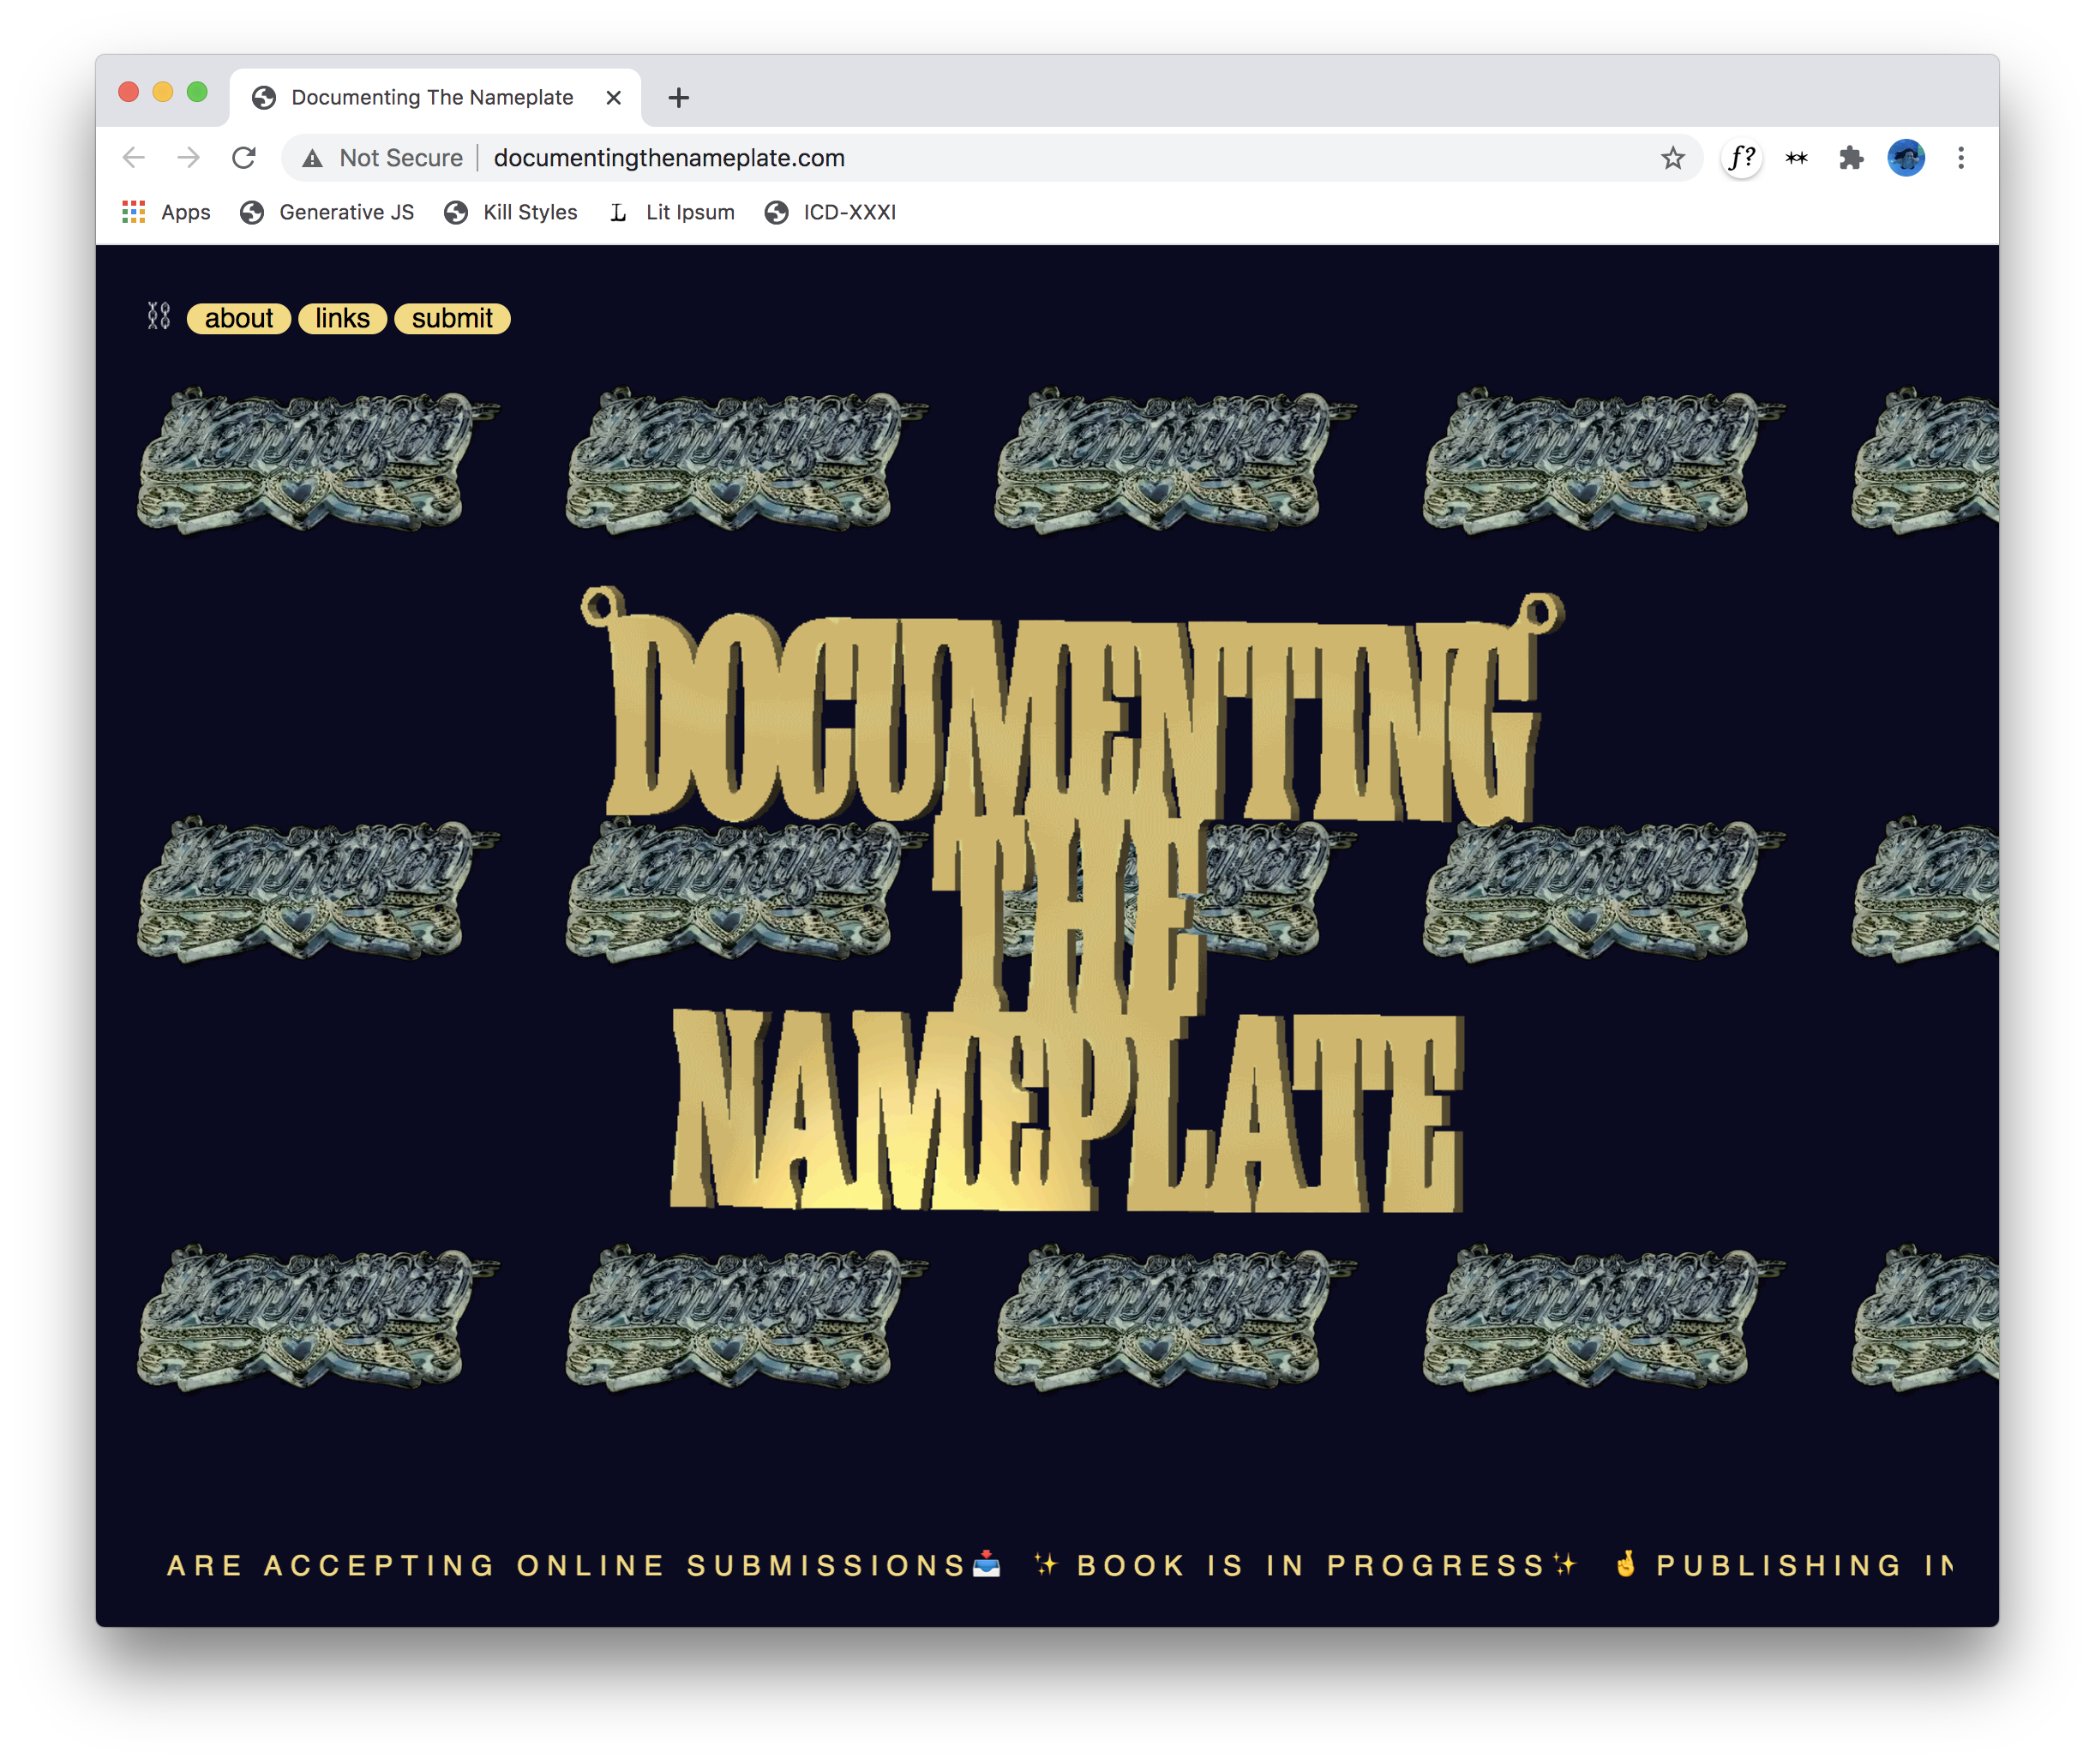 Documenting The Nameplate
Not Secure documentingthenameplate.com f? **
Apps Generative JS Kill Styles L Lit Ipsum ICD-XXXI
about links submit
DOCUMENTING
THE
NAMEPLATE
ARE ACCEPTING ONLINE SUBMISSIONS📥 ✨BOOK IS IN PROGRESS✨ 🤞PUBLISHING IN